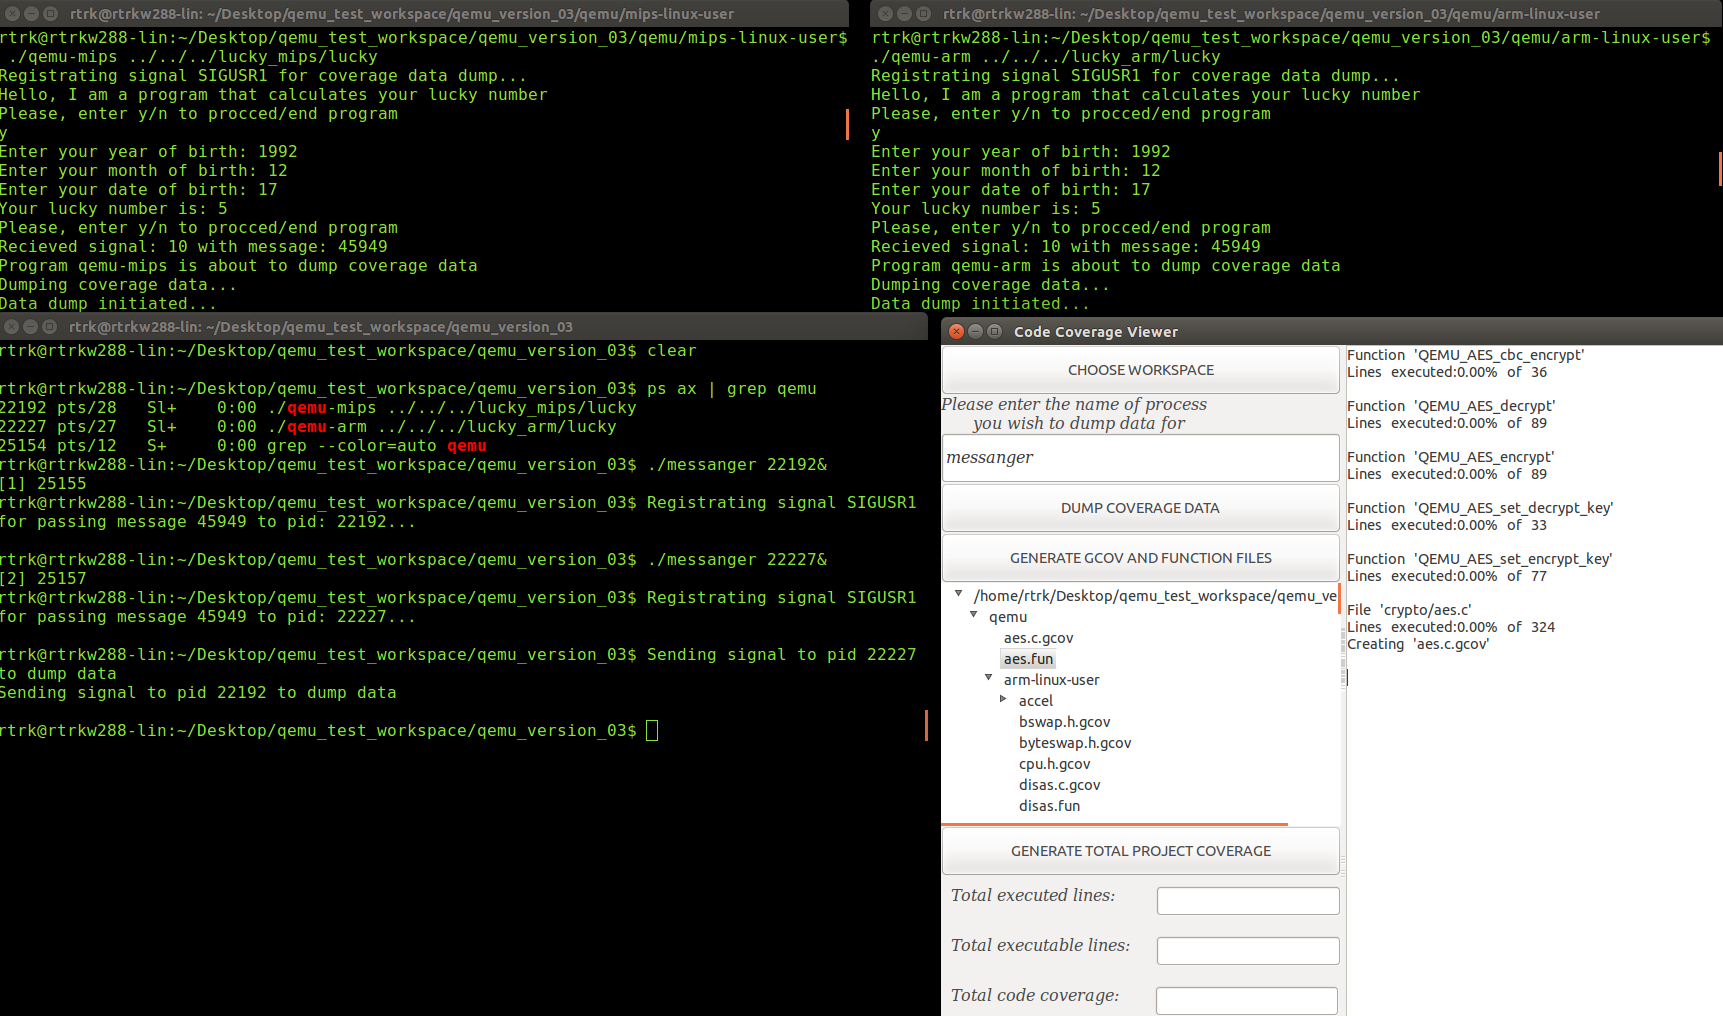 rtrk@rtrkw288-lin: ~/Desktop/qemu_test_workspace/qemu_version_03/qemu/mips-linux-user
rtrk@rtrkw288-lin:~/Desktop/qemu_test_workspace/qemu_version_03/qemu/mips-linux-user$
./qemu-mips ../../../lucky_mips/lucky
Registrating signal SIGUSR1 for coverage data dump...
Hello, I am a program that calculates your lucky number
Please, enter y/n to procced/end program
y
Enter your year of birth: 1992
Enter your month of birth: 12
Enter your date of birth: 17
Your lucky number is: 5
Please, enter y/n to procced/end program
Recieved signal: 10 with message: 45949
Program qemu-mips is about to dump coverage data
Dumping coverage data...
Data dump initiated...
rtrk@rtrkw288-lin: ~/Desktop/qemu_test_workspace/qemu_version_03/qemu/arm-linux-user
rtrk@rtrkw288-lin:~/Desktop/qemu_test_workspace/qemu_version_03/qemu/arm-linux-user$
./qemu-arm ../../../lucky_arm/lucky
Registrating signal SIGUSR1 for coverage data dump...
Hello, I am a program that calculates your lucky number
Please, enter y/n to procced/end program
y
Enter your year of birth: 1992
Enter your month of birth: 12
Enter your date of birth: 17
Your lucky number is: 5
Please, enter y/n to procced/end program
Recieved signal: 10 with message: 45949
Program qemu-arm is about to dump coverage data
Dumping coverage data...
Data dump initiated...
rtrk@rtrkw288-lin: ~/Desktop/qemu_test_workspace/qemu_version_03
rtrk@rtrkw288-lin:~/Desktop/qemu_test_workspace/qemu_version_03$ clear
rtrk@rtrkw288-lin:~/Desktop/qemu_test_workspace/qemu_version_03$ ps ax | grep qemu
22192 pts/28   Sl+    0:00 ./qemu-mips ../../../lucky_mips/lucky
22227 pts/27   Sl+    0:00 ./qemu-arm ../../../lucky_arm/lucky
25154 pts/12   S+     0:00 grep --color=auto qemu
rtrk@rtrkw288-lin:~/Desktop/qemu_test_workspace/qemu_version_03$ ./messanger 22192&
[1] 25155
rtrk@rtrkw288-lin:~/Desktop/qemu_test_workspace/qemu_version_03$ Registrating signal SIGUSR1
for passing message 45949 to pid: 22192...
rtrk@rtrkw288-lin:~/Desktop/qemu_test_workspace/qemu_version_03$ ./messanger 22227&
[2] 25157
rtrk@rtrkw288-lin:~/Desktop/qemu_test_workspace/qemu_version_03$ Registrating signal SIGUSR1
for passing message 45949 to pid: 22227...
rtrk@rtrkw288-lin:~/Desktop/qemu_test_workspace/qemu_version_03$ Sending signal to pid 22227
to dump data
Sending signal to pid 22192 to dump data
rtrk@rtrkw288-lin:~/Desktop/qemu_test_workspace/qemu_version_03$
Code Coverage Viewer
CHOOSE WORKSPACE
Please enter the name of process
you wish to dump data for
messanger
DUMP COVERAGE DATA
GENERATE GCOV AND FUNCTION FILES
/home/rtrk/Desktop/qemu_test_workspace/qemu_ve
qemu
aes.c.gcov
aes.fun
arm-linux-user
accel
bswap.h.gcov
byteswap.h.gcov
cpu.h.gcov
disas.c.gcov
disas.fun
GENERATE TOTAL PROJECT COVERAGE
Total executed lines:
Total executable lines:
Total code coverage:
Function 'QEMU_AES_cbc_encrypt'
Lines executed:0.00% of 36
Function 'QEMU_AES_decrypt'
Lines executed:0.00% of 89
Function 'QEMU_AES_encrypt'
Lines executed:0.00% of 89
Function 'QEMU_AES_set_decrypt_key'
Lines executed:0.00% of 33
Function 'QEMU_AES_set_encrypt_key'
Lines executed:0.00% of 77
File 'crypto/aes.c'
Lines executed:0.00% of 324
Creating 'aes.c.gcov'